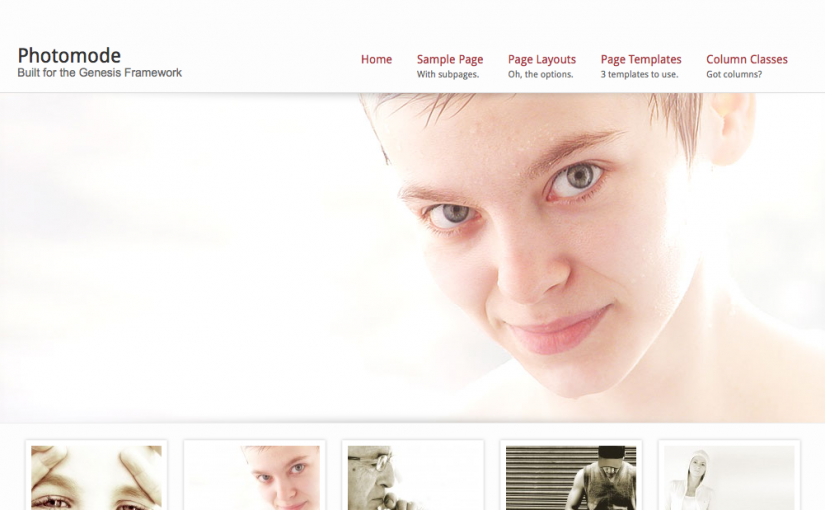 Photomode
Built for the Genesis Framework
Home
Sample Page
With subpages.
Page Layouts
Oh, the options.
Page Templates
3 templates to use.
Column Classes
Got columns?